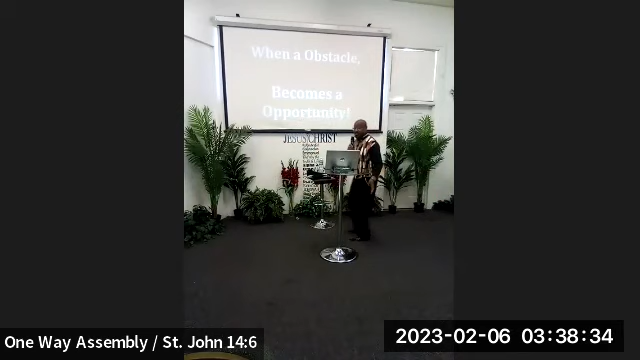 When a Obstacle,
Becomes a
Opportunity!
JESUS CHRIST
One Way Assembly / St. John 14:6
2023-02-06 03:38:34